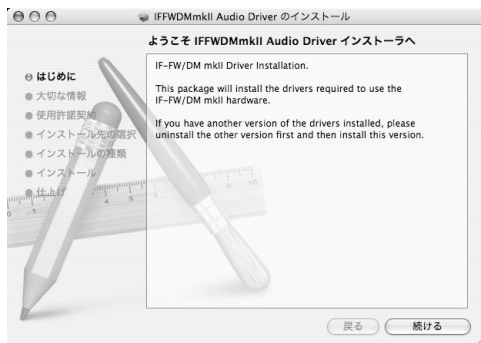 IFFWDMmkII Audio Driver のインストール
ようこそ IFFWDMmkII Audio Driver インストーラへ
はじめに
大切な情報
使用許諾契約
インストール先の選択
インストールの種類
インストール
仕上げ
IF-FW/DM mkII Driver Installation.
This package will install the drivers required to use the
IF-FW/DM mkII hardware.
If you have another version of the drivers installed, please
uninstall the other version first and then install this version.
戻る
続ける